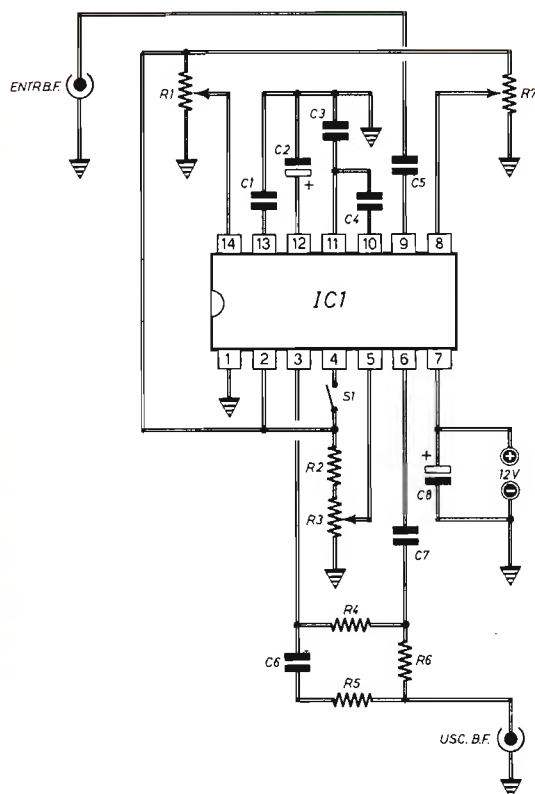 ENTR.B.F.
R1
R7
C3
C2
+
C1
C4
C5
14 13 12 11 10 9 8
IC1
1 2 3 4 5 6 7
S1
R2
R3
+
C8
+
12 V
−
C7
R4
C6
R6
R5
USC. B.F.